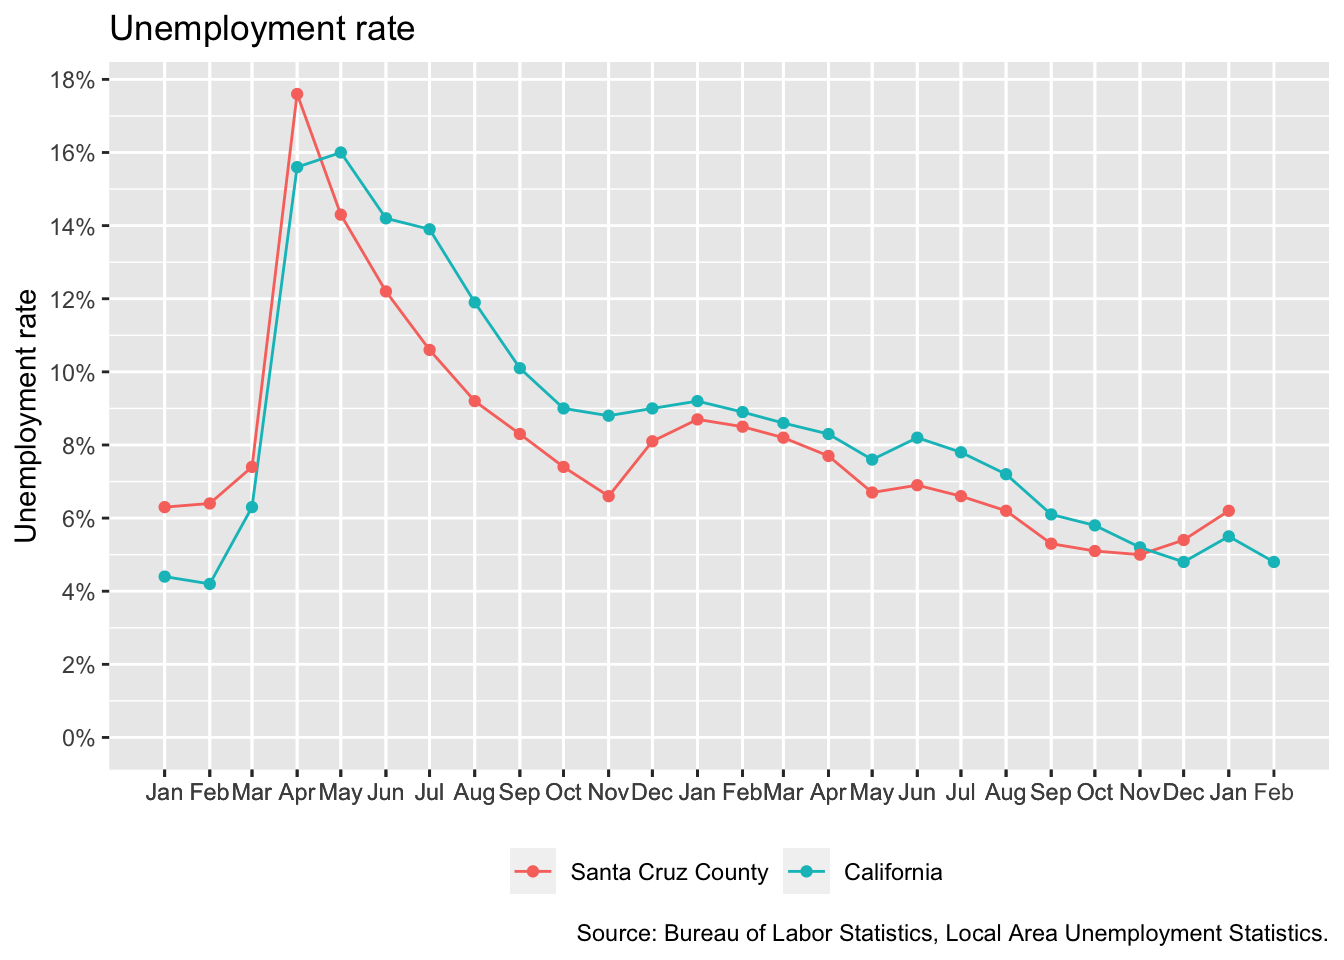 Unemployment rate
18%
16%
14%
12%
10%
8%
6%
4%
2%
0%
Unemployment rate
Jan Feb Mar Apr May Jun Jul Aug Sep Oct Nov Dec Jan Feb Mar Apr May Jun Jul Aug Sep Oct Nov Dec Jan Feb
Santa Cruz County California
Source: Bureau of Labor Statistics, Local Area Unemployment Statistics.